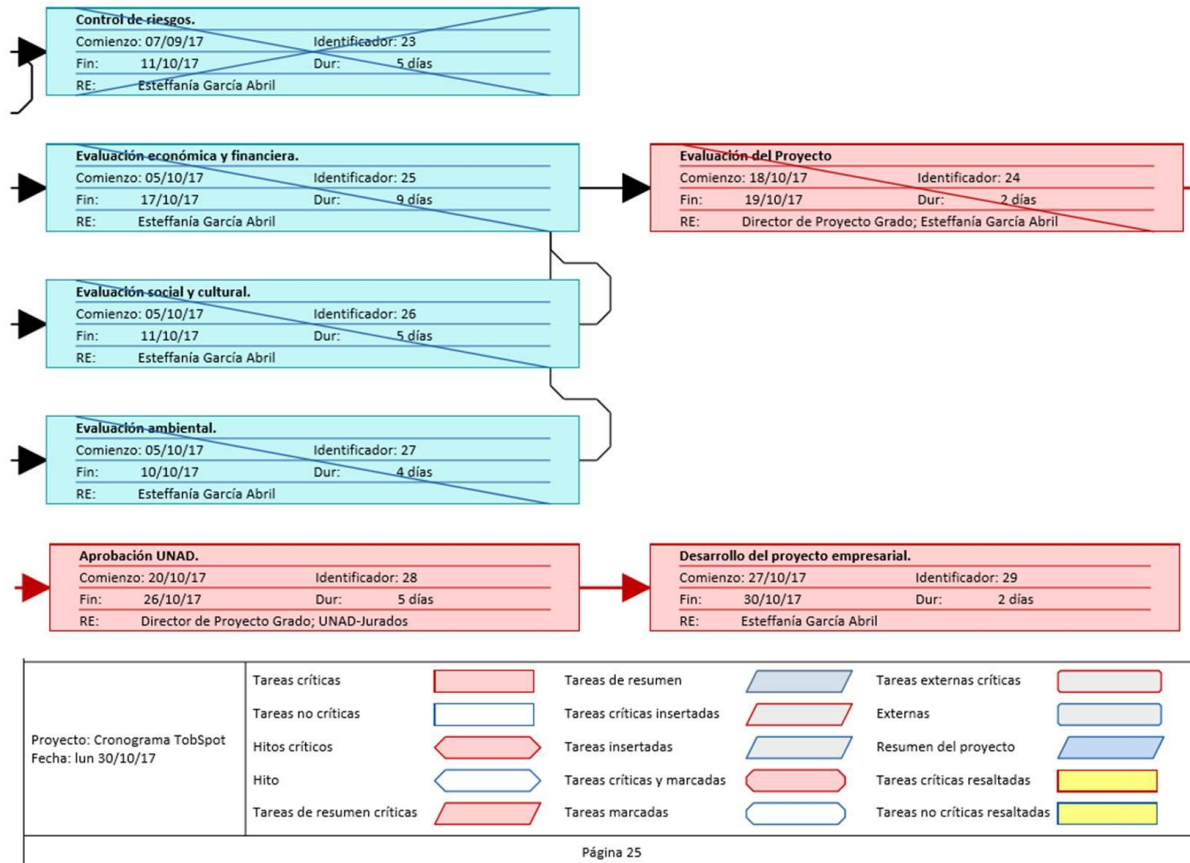 Control de riesgos.
Comienzo: 07/09/17 Identificador: 23
Fin: 11/10/17 Dur: 5 días
RE: Esteffanía García Abril
Evaluación económica y financiera.
Comienzo: 05/10/17 Identificador: 25
Fin: 17/10/17 Dur: 9 días
RE: Esteffanía García Abril
Evaluación del Proyecto
Comienzo: 18/10/17 Identificador: 24
Fin: 19/10/17 Dur: 2 días
RE: Director de Proyecto Grado; Esteffanía García Abril
Evaluación social y cultural.
Comienzo: 05/10/17 Identificador: 26
Fin: 11/10/17 Dur: 5 días
RE: Esteffanía García Abril
Evaluación ambiental.
Comienzo: 05/10/17 Identificador: 27
Fin: 10/10/17 Dur: 4 días
RE: Esteffanía García Abril
Aprobación UNAD.
Comienzo: 20/10/17 Identificador: 28
Fin: 26/10/17 Dur: 5 días
RE: Director de Proyecto Grado; UNAD-Jurados
Desarrollo del proyecto empresarial.
Comienzo: 27/10/17 Identificador: 29
Fin: 30/10/17 Dur: 2 días
RE: Esteffanía García Abril
Proyecto: Cronograma TobSpot
Fecha: lun 30/10/17
Tareas críticas
Tareas no críticas
Hitos críticos
Hito
Tareas de resumen críticas
Tareas de resumen
Tareas críticas insertadas
Tareas insertadas
Tareas críticas y marcadas
Tareas marcadas
Tareas externas críticas
Externas
Resumen del proyecto
Tareas críticas resaltadas
Tareas no críticas resaltadas
Página 25